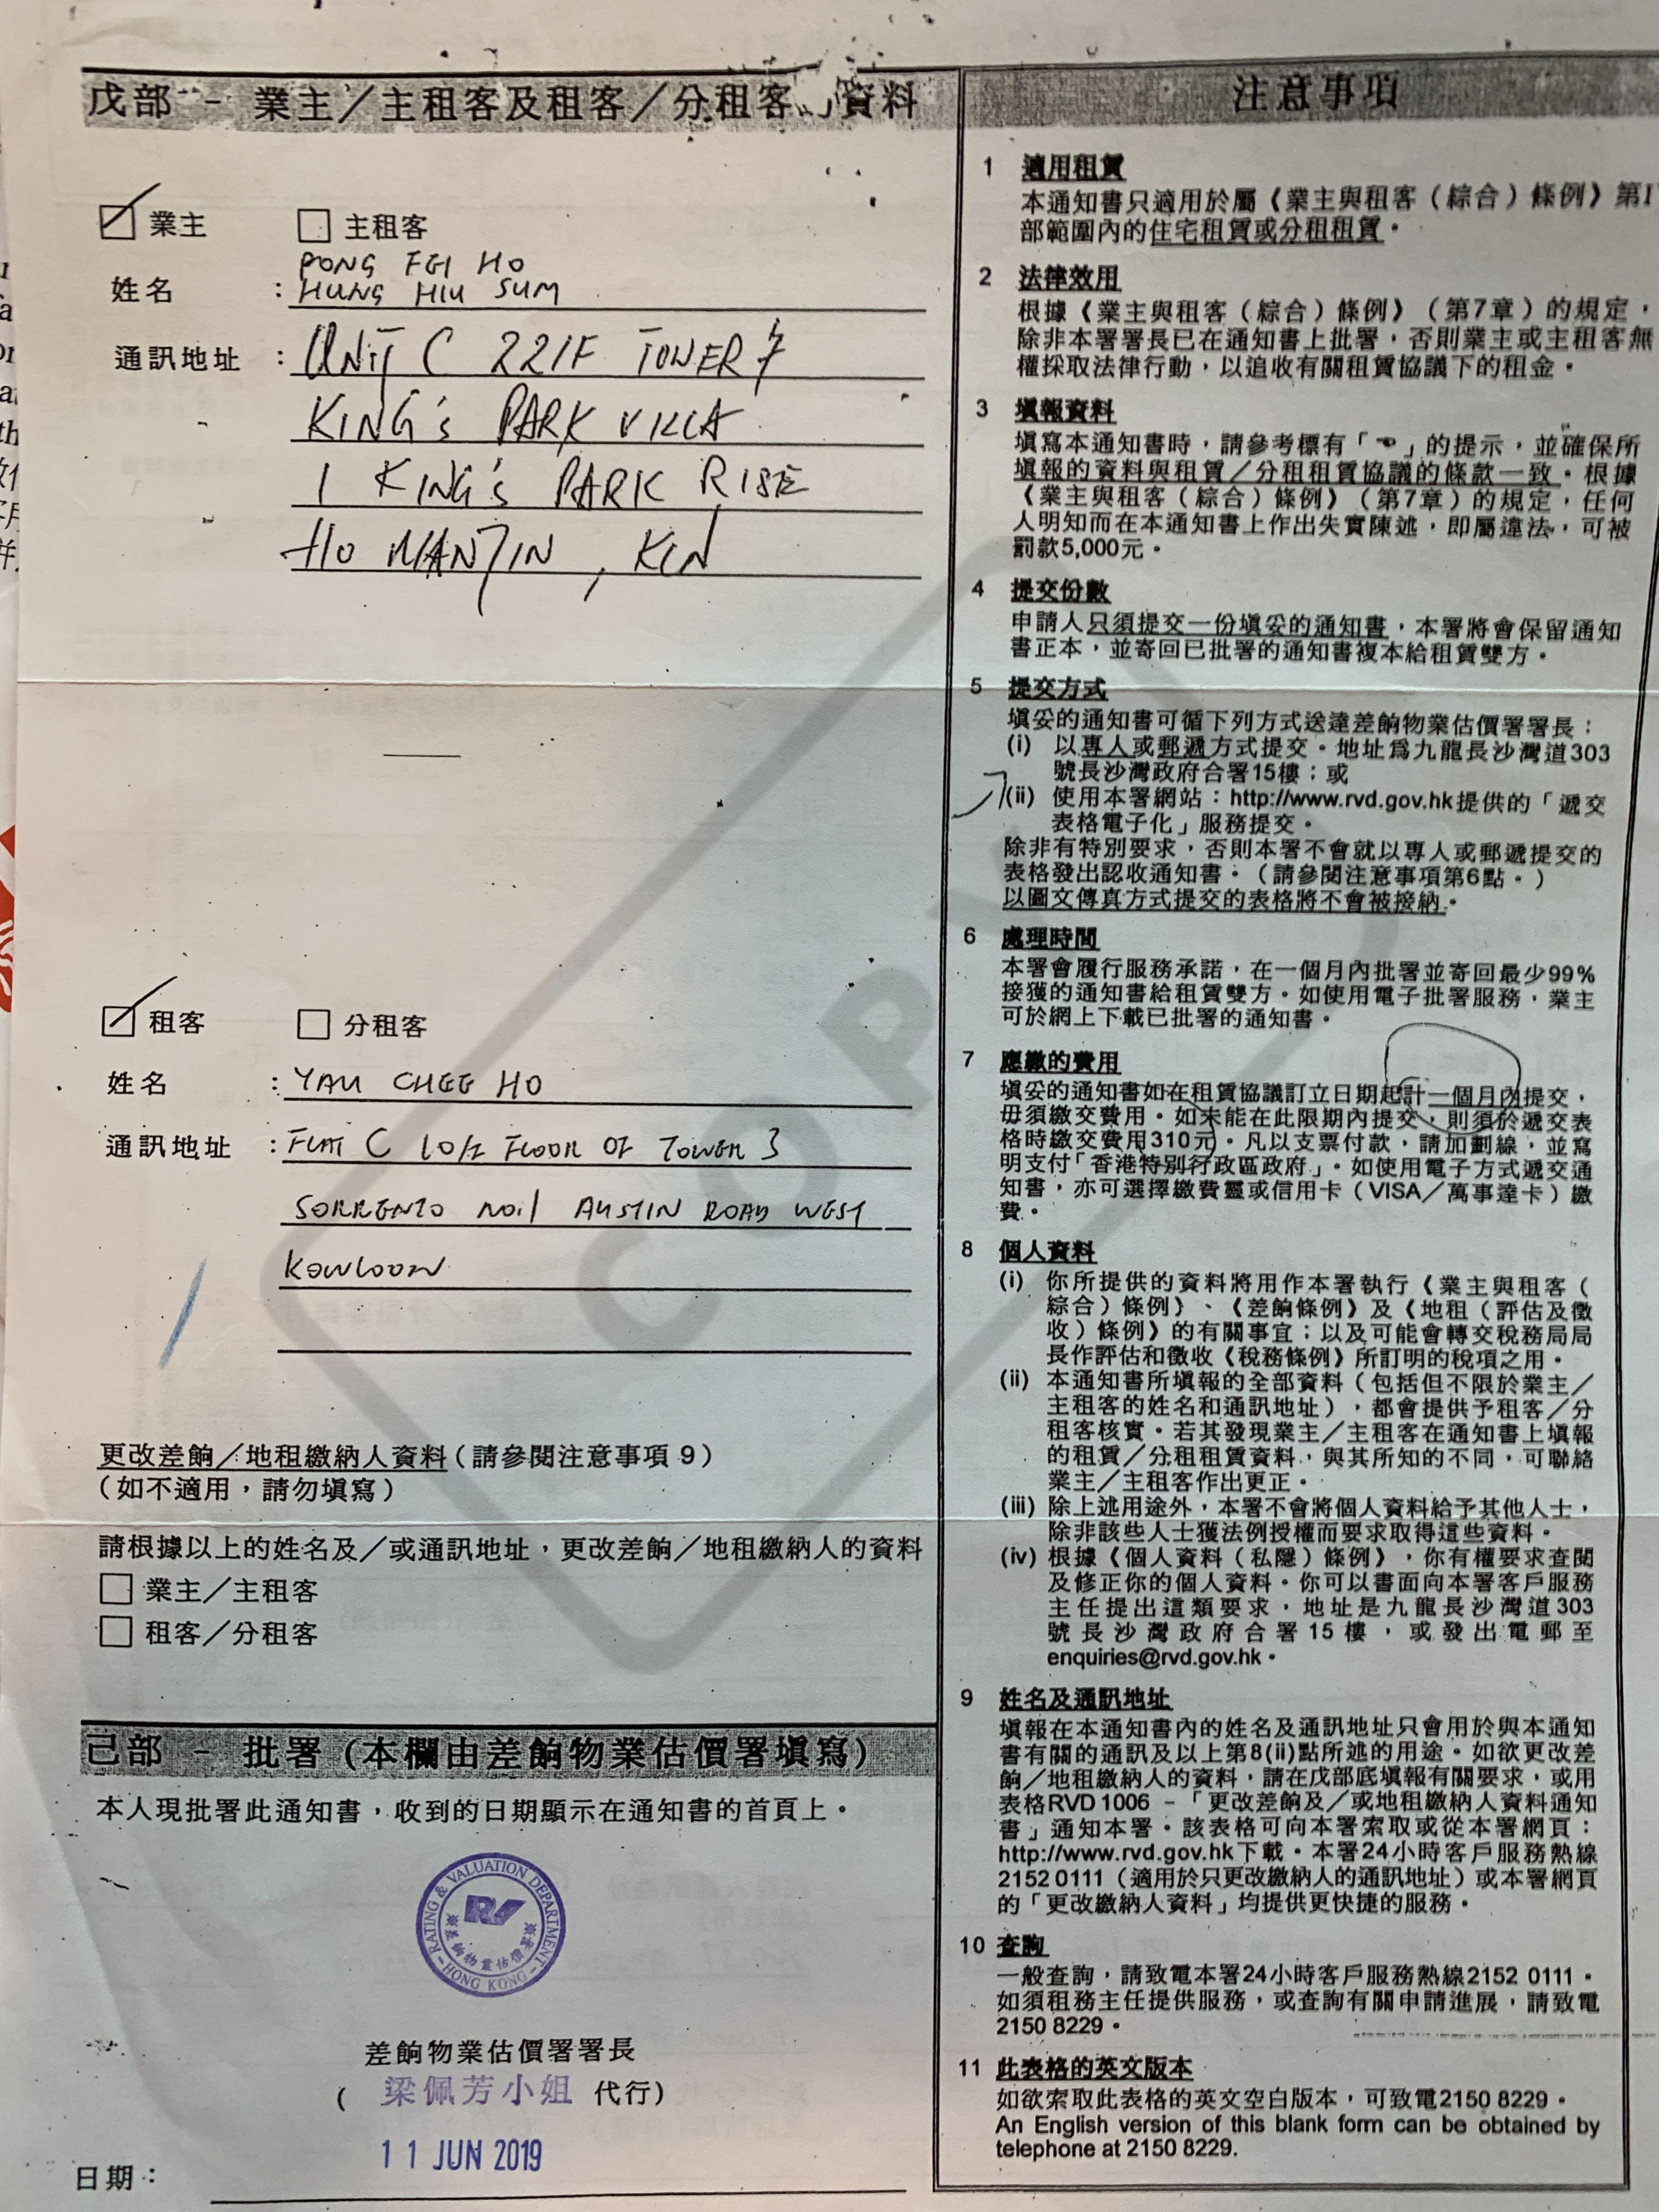 戊部 - 業主／主租客及租客／分租客 資料
業主
主租客
PONG FEI HO
姓名 : HUNG HIU SUM
通訊地址 : UNIT C 22/F TOWER 7
KING's PARK VILLA
1 KING's PARK RISE
HO MANTIN, KLN
租客
分租客
姓名 : YAU CHEE HO
通訊地址 : FLAT C FLOOR OF TOWER 3
SORRENTO NO.1 AUSTIN ROAD WEST
KOWLOON
更改差餉／地租繳納人資料（請參閱注意事項 9）
（如不適用，請勿填寫）
請根據以上的姓名及／或通訊地址，更改差餉／地租繳納人的資料
業主／主租客
租客／分租客
己部 - 批署 (本欄由差餉物業估價署填寫)
本人現批署此通知書，收到的日期顯示在通知書的首頁上。
RATING & VALUATION DEPARTMENT
RV
差餉物業估價署
HONG KONG
差餉物業估價署署長
( 梁佩芳小姐 代行)
11 JUN 2019
日期：
COPY
注意事項
1 適用租賃
本通知書只適用於屬《業主與租客（綜合）條例》第
部範圍內的住宅租賃或分租租賃。
2 法律效用
根據《業主與租客（綜合）條例》（第7章）的規定，
除非本署署長已在通知書上批署，否則業主或主租客無
權採取法律行動，以追收有關租賃協議下的租金。
3 填報資料
填寫本通知書時，請參考標有「☜」的提示，並確保所
填報的資料與租賃／分租租賃協議的條款一致。根據
《業主與租客（綜合）條例》（第7章）的規定，任何
人明知而在本通知書上作出失實陳述，即屬違法，可被
罰款5,000元。
4 提交份數
申請人只須提交一份填妥的通知書，本署將會保留通知
書正本，並寄回已批署的通知書複本給租賃雙方。
5 提交方式
填妥的通知書可循下列方式送達差餉物業估價署署長：
(i) 以專人或郵遞方式提交。地址為九龍長沙灣道303
號長沙灣政府合署15樓；或
(ii) 使用本署網站：http://www.rvd.gov.hk提供的「遞交
表格電子化」服務提交。
除非有特別要求，否則本署不會就以專人或郵遞提交的
表格發出認收通知書。（請參閱注意事項第6點。）
以圖文傳真方式提交的表格將不會被接納。
6 處理時間
本署會履行服務承諾，在一個月內批署並寄回最少99%
接獲的通知書給租賃雙方。如使用電子批署服務，業主
可於網上下載已批署的通知書。
7 應繳的費用
填妥的通知書如在租賃協議訂立日期起計一個月內提交，
毋須繳交費用。如未能在此限期內提交，則須於遞交表
格時繳交費用310元。凡以支票付款，請加劃線，並寫
明支付「香港特別行政區政府」。如使用電子方式遞交通
知書，亦可選擇繳費靈或信用卡（VISA／萬事達卡）繳
費。
8 個人資料
(i) 你所提供的資料將用作本署執行《業主與租客（
綜合）條例》、《差餉條例》及《地租（評估及徵
收）條例》的有關事宜；以及可能會轉交稅務局局
長作評估和徵收《稅務條例》所訂明的稅項之用。
(ii) 本通知書所填報的全部資料（包括但不限於業主／
主租客的姓名和通訊地址），都會提供予租客／分
租客核實。若其發現業主／主租客在通知書上填報
的租賃／分租租賃資料，與其所知的不同，可聯絡
業主／主租客作出更正。
(iii) 除上述用途外，本署不會將個人資料給予其他人士，
除非該些人士獲法例授權而要求取得這些資料。
(iv) 根據《個人資料（私隱）條例》，你有權要求查閱
及修正你的個人資料。你可以書面向本署客戶服務
主任提出這類要求，地址是九龍長沙灣道303
號長沙灣政府合署15樓，或發出電郵至
enquiries@rvd.gov.hk。
9 姓名及通訊地址
填報在本通知書內的姓名及通訊地址只會用於與本通知
書有關的通訊及以上第8(ii)點所述的用途。如欲更改差
餉／地租繳納人的資料，請在戊部底填報有關要求，或用
表格RVD 1006 -「更改差餉及／或地租繳納人資料通知
書」通知本署。該表格可向本署索取或從本署網頁：
http://www.rvd.gov.hk下載。本署24小時客戶服務熱線
2152 0111（適用於只更改繳納人的通訊地址）或本署網頁
的「更改繳納人資料」均提供更快捷的服務。
10 查詢
一般查詢，請致電本署24小時客戶服務熱線2152 0111。
如須租務主任提供服務，或查詢有關申請進展，請致電
2150 8229。
11 此表格的英文版本
如欲索取此表格的英文空白版本，可致電2150 8229。
An English version of this blank form can be obtained by
telephone at 2150 8229.